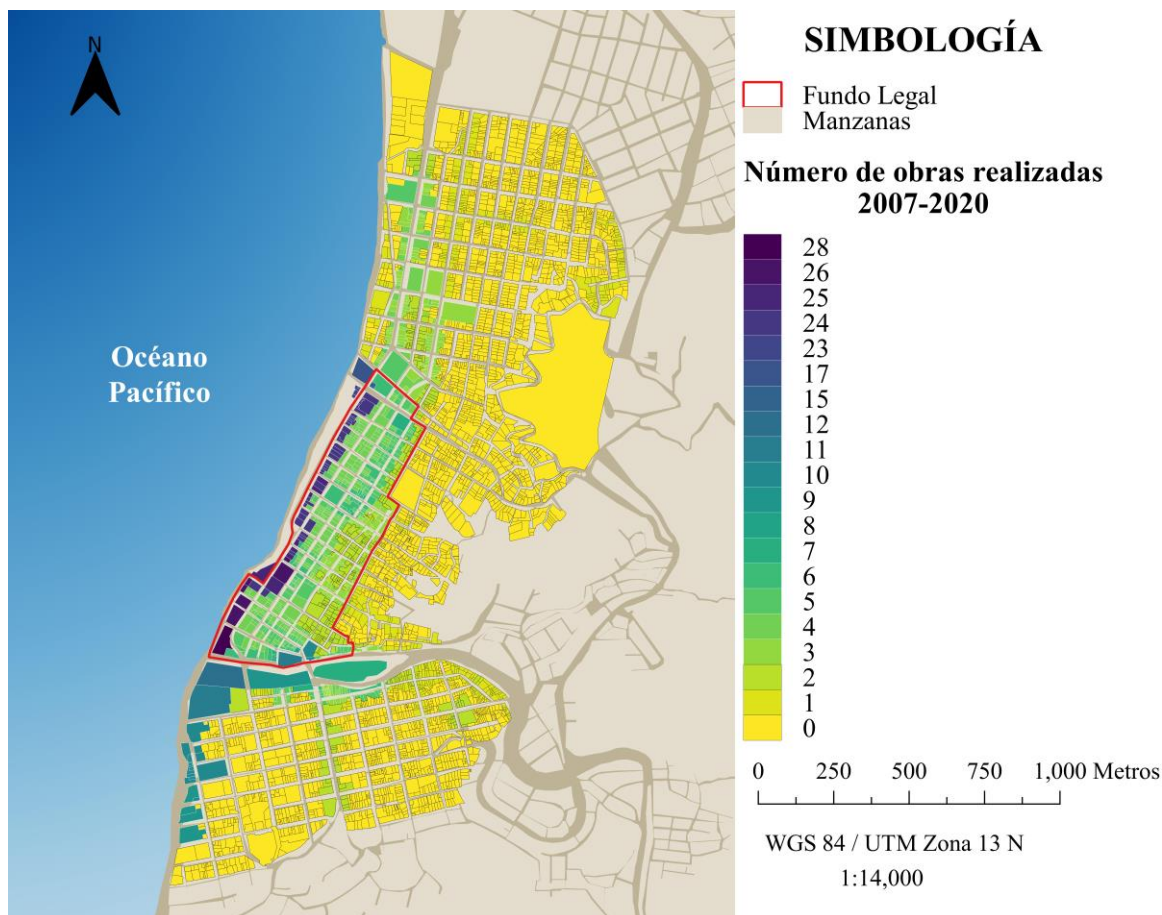 N
Océano
Pacífico
SIMBOLOGÍA
Fundo Legal
Manzanas
Número de obras realizadas
2007-2020
28
26
25
24
23
17
15
12
11
10
9
8
7
6
5
4
3
2
1
0
0 250 500 750 1,000 Metros
WGS 84 / UTM Zona 13 N
1:14,000